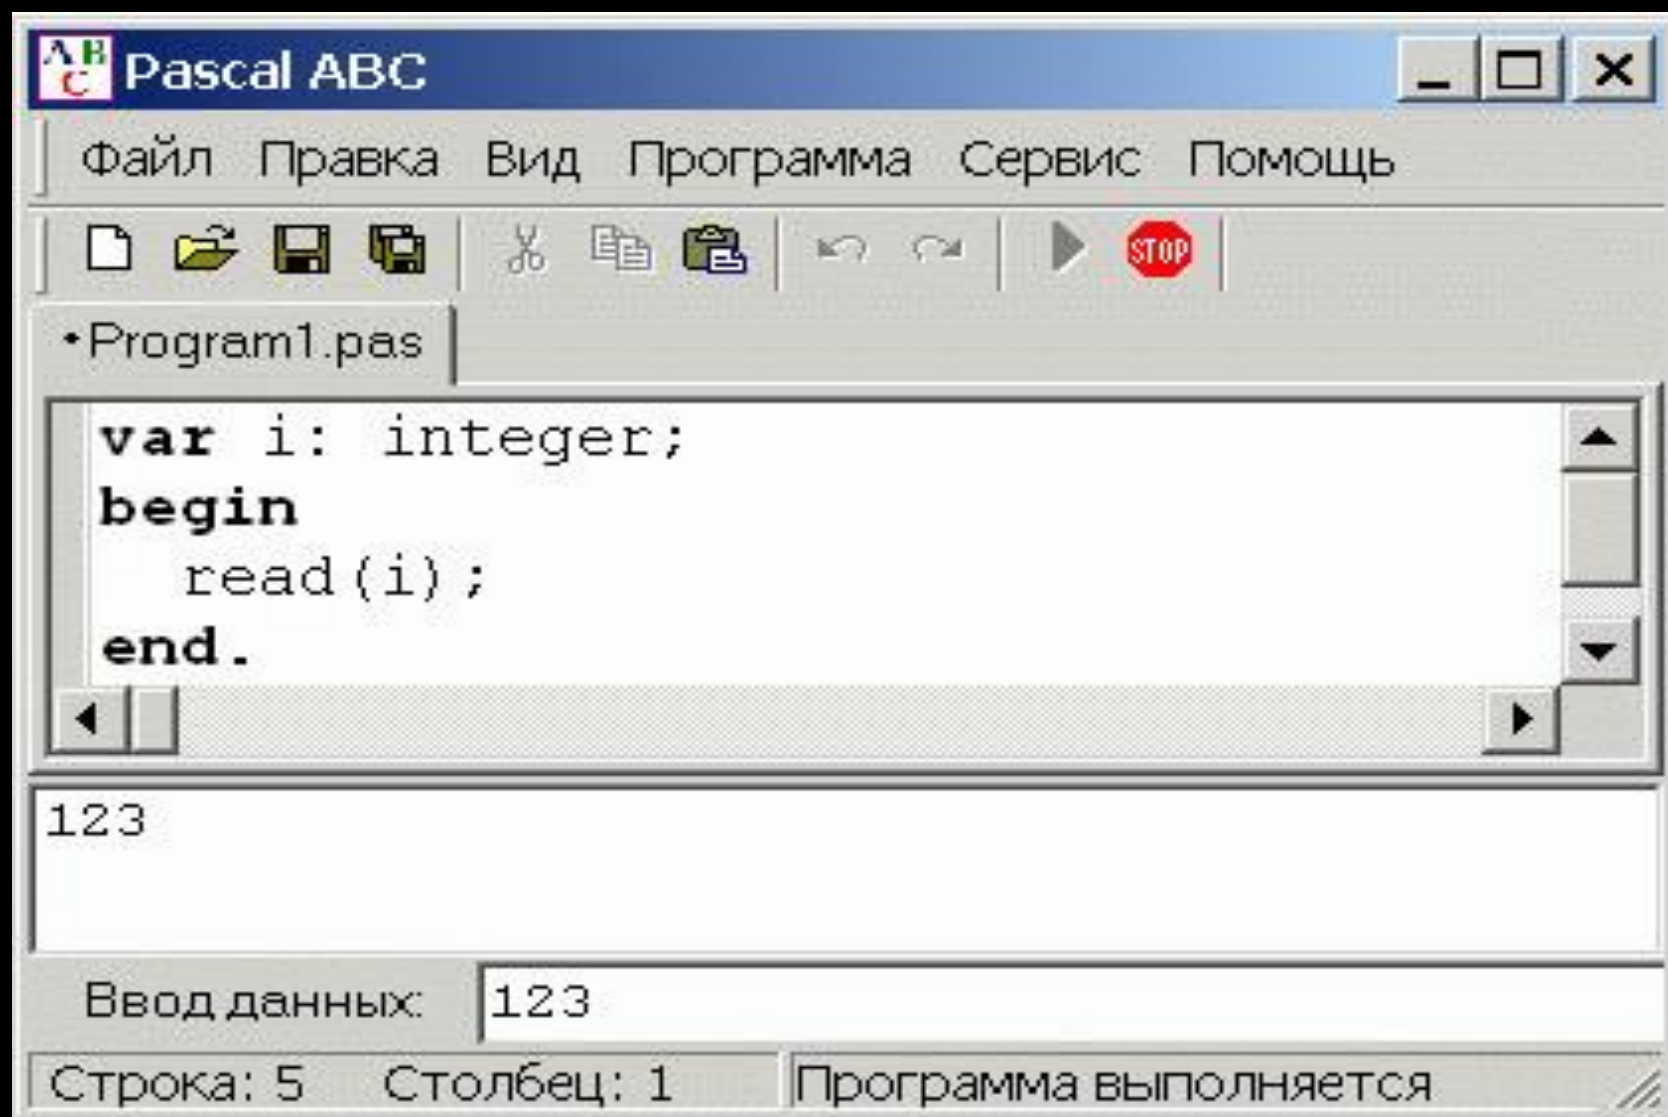 A B C Pascal ABC
Файл Правка Вид Программа Сервис Помощь
STOP
•Program1.pas
var i: integer;
begin
  read(i);
end.
123
Ввод данных: 123
Строка: 5 Столбец: 1 Программа выполняется